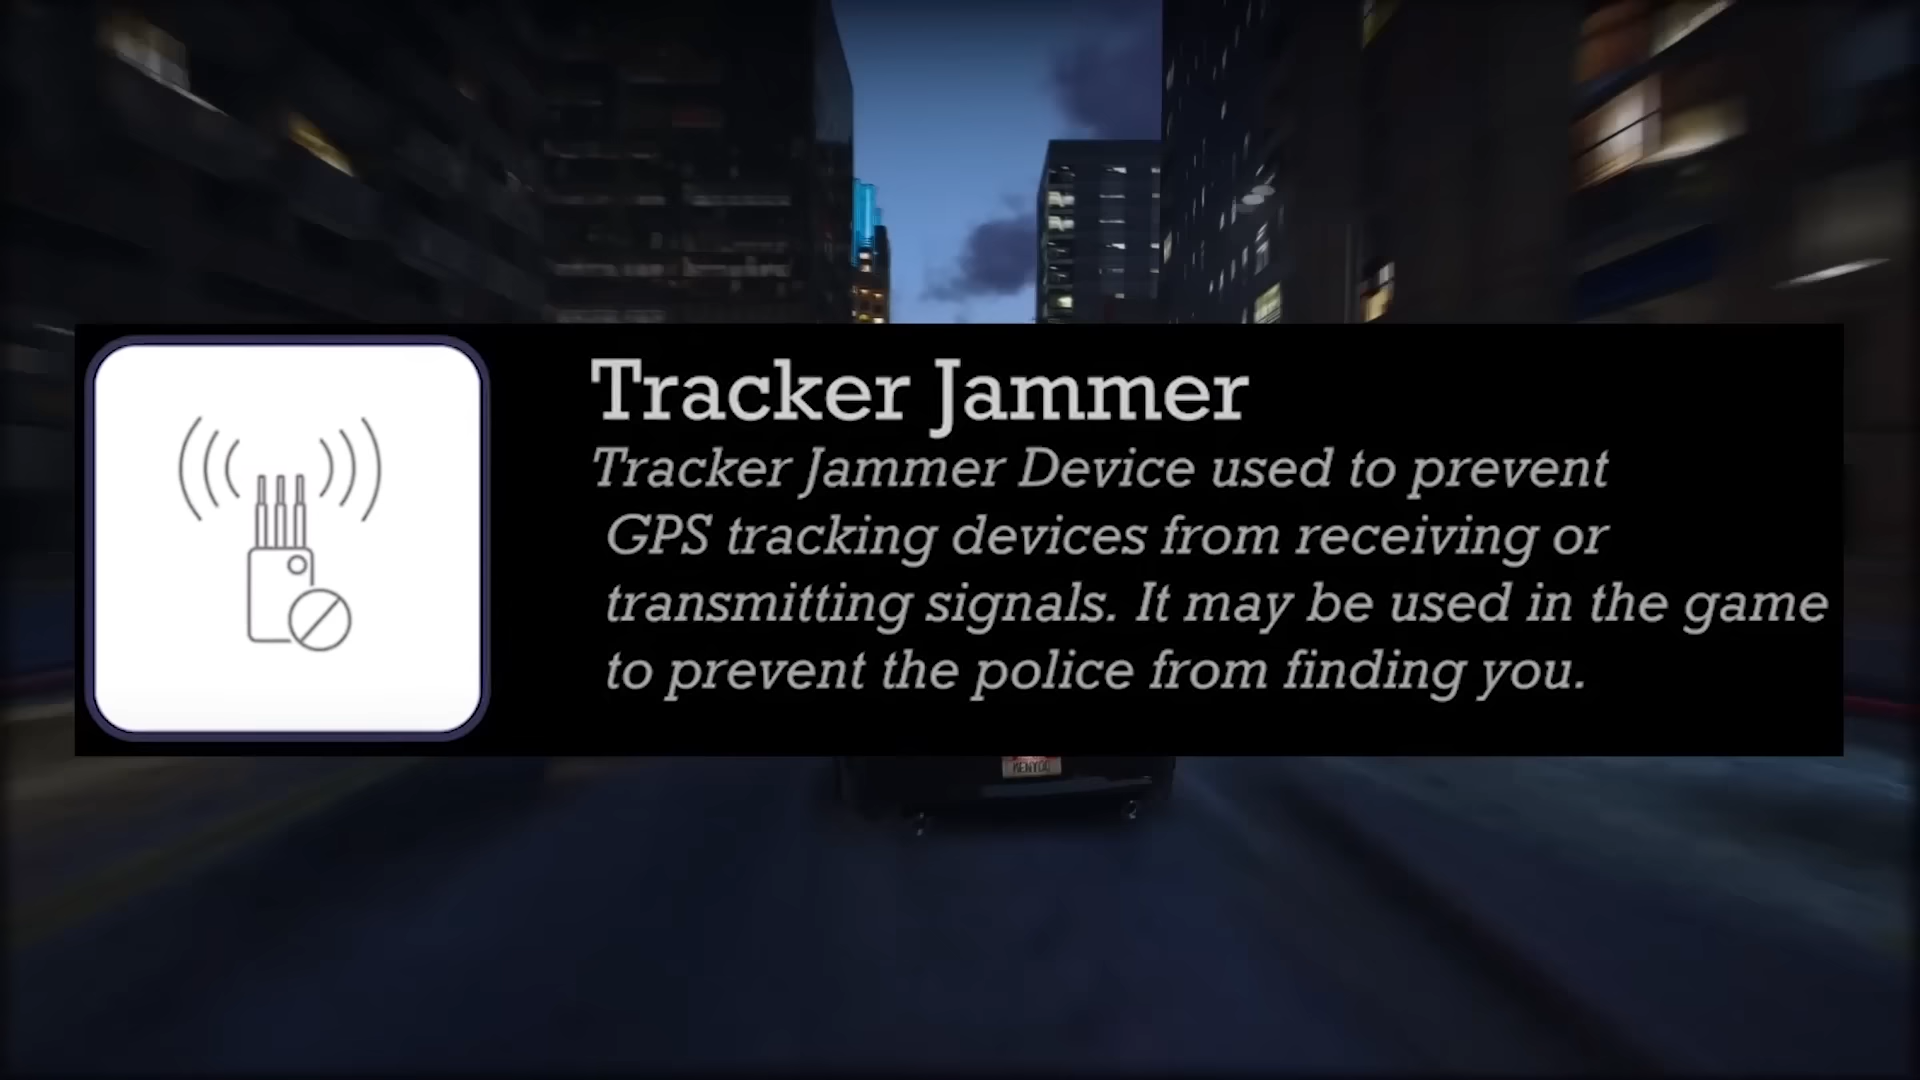 Tracker Jammer
Tracker Jammer Device used to prevent
GPS tracking devices from receiving or
transmitting signals. It may be used in the game
to prevent the police from finding you.